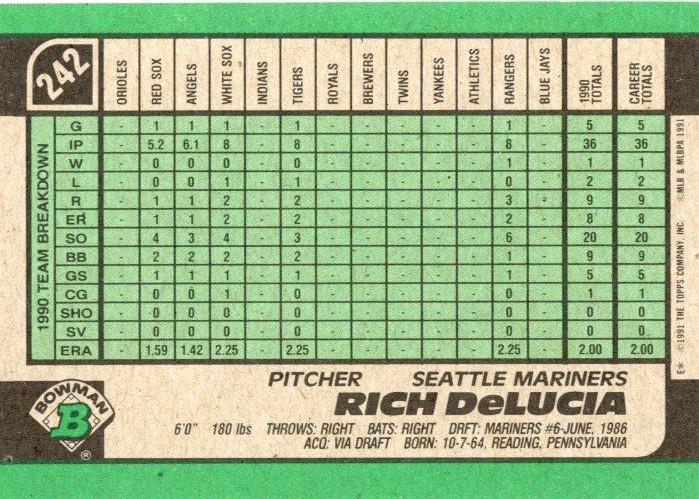 242
ORIOLES RED SOX ANGELS WHITE SOX INDIANS TIGERS ROYALS BREWERS TWINS YANKEES ATHLETICS RANGERS BLUE JAYS 1990 TOTALS CAREER TOTALS
1990 TEAM BREAKDOWN
G - 1 1 1 - 1 - - - - - 1 - 5 5
IP - 5.2 6.1 8 - 8 - - - - - 8 - 36 36
W - 0 0 0 - 0 - - - - - 1 - 1 1
L - 0 0 1 - 1 - - - - - 0 - 2 2
R - 1 1 2 - 2 - - - - - 3 - 9 9
ER - 1 1 2 - 2 - - - - - 2 - 8 8
SO - 4 3 4 - 3 - - - - - 6 - 20 20
BB - 2 2 2 - 2 - - - - - 1 - 9 9
GS - 1 1 1 - 1 - - - - - 1 - 5 5
CG - 0 0 1 - 0 - - - - - 0 - 1 1
SHO - 0 0 0 - 0 - - - - - 0 - 0 0
SV - 0 0 0 - 0 - - - - - 0 - 0 0
ERA - 1.59 1.42 2.25 - 2.25 - - - - - 2.25 - 2.00 2.00
E* ©1991 THE TOPPS COMPANY, INC. ©MLB & MLBPA 1991
BOWMAN
B
®
PITCHER SEATTLE MARINERS
RICH DeLUCIA
6'0" 180 lbs THROWS: RIGHT BATS: RIGHT DRFT: MARINERS #6-JUNE, 1986
ACQ: VIA DRAFT BORN: 10-7-64, READING, PENNSYLVANIA